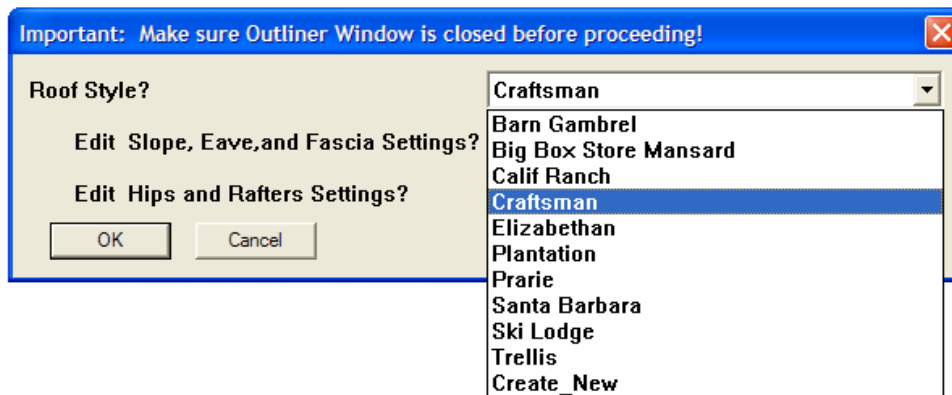 Important: Make sure Outliner Window is closed before proceeding!
Roof Style?
Craftsman
Edit Slope, Eave,and Fascia Settings?
Edit Hips and Rafters Settings?
OK
Cancel
Barn Gambrel
Big Box Store Mansard
Calif Ranch
Craftsman
Elizabethan
Plantation
Prarie
Santa Barbara
Ski Lodge
Trellis
Create_New